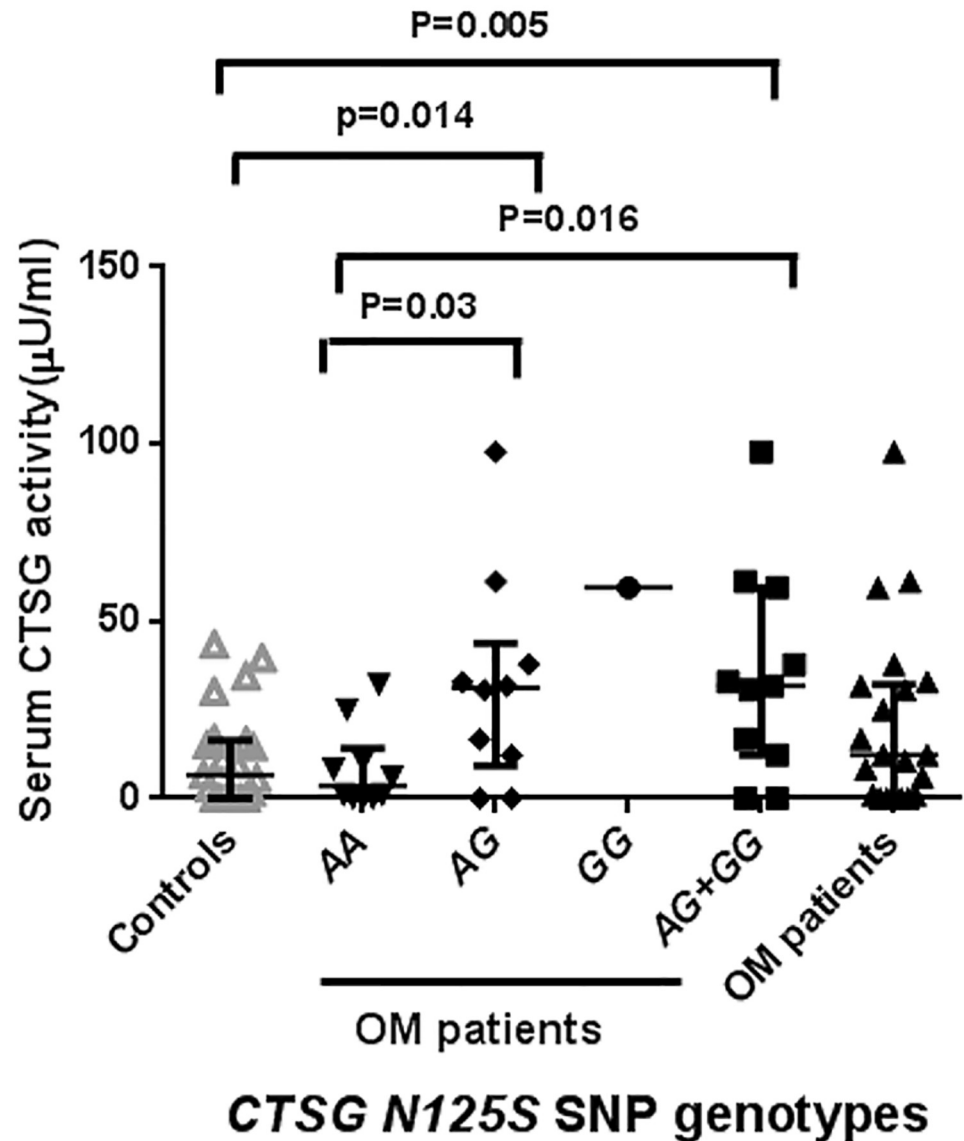 P=0.005
p=0.014
P=0.016
P=0.03
Serum CTSG activity(μU/ml)
150
100
50
0
Controls
AA
AG
GG
AG+GG
OM patients
OM patients
CTSG N125S SNP genotypes